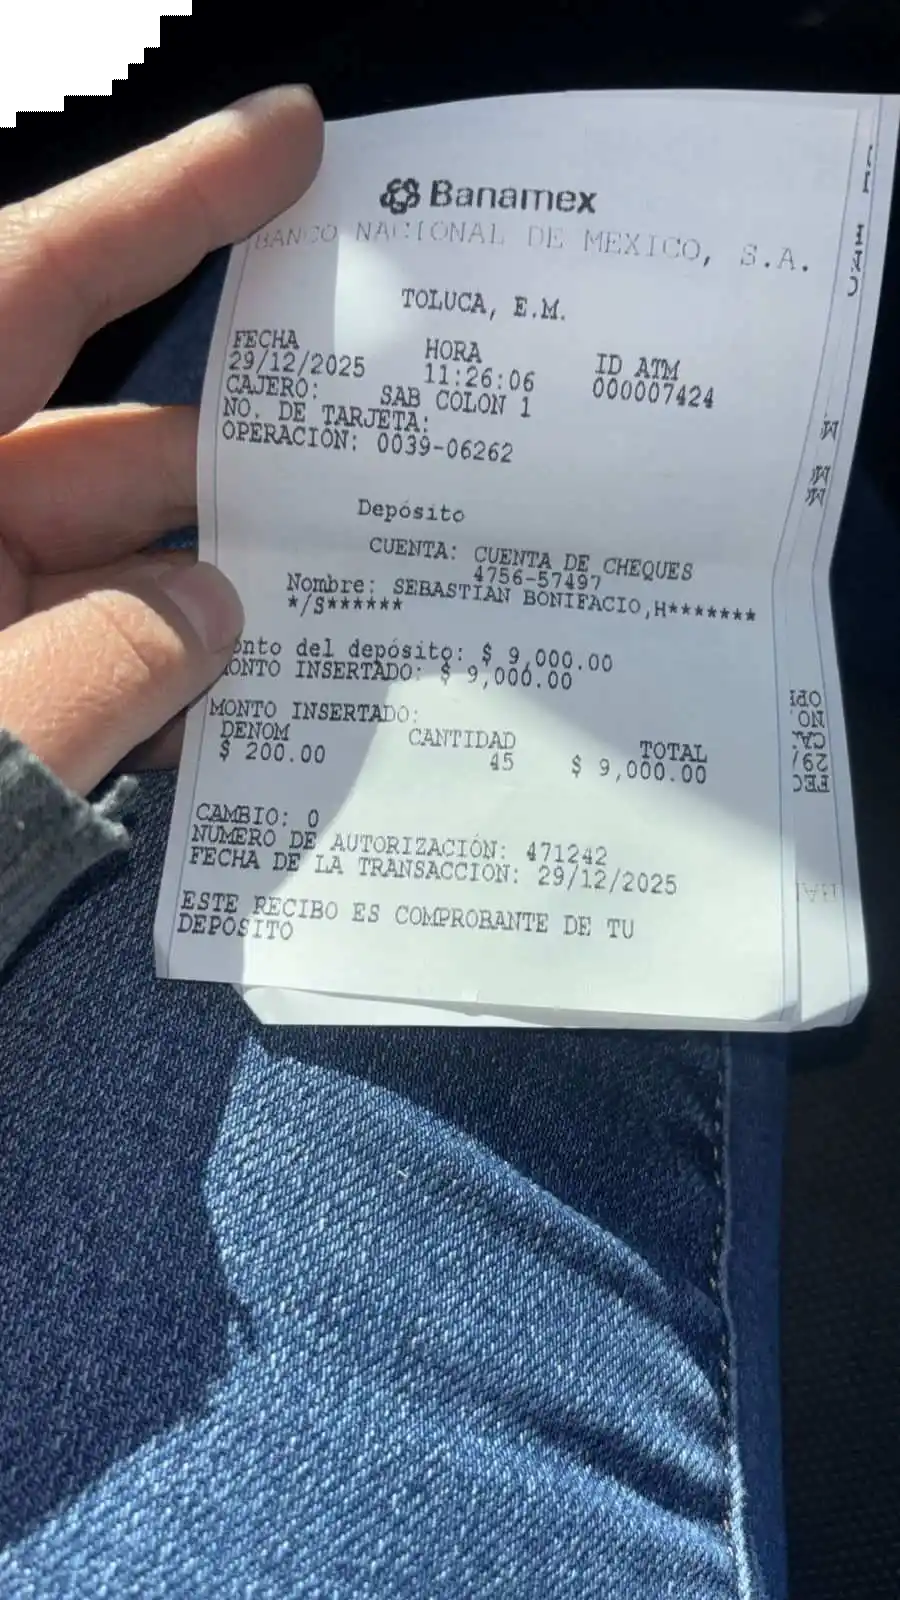 Banamex
BANCO NACIONAL DE MEXICO, S.A.
TOLUCA, E.M.
FECHA HORA ID ATM
29/12/2025 11:26:06 000007424
CAJERO: SAB COLON 1
NO. DE TARJETA:
OPERACIÓN: 0039-06262
Depósito
CUENTA: CUENTA DE CHEQUES
4756-57497
Nombre: SEBASTIAN BONIFACIO,H*******
*/S******
onto del depósito: $ 9,000.00
MONTO INSERTADO: $ 9,000.00
MONTO INSERTADO:
DENOM CANTIDAD TOTAL
$ 200.00 45 $ 9,000.00
CAMBIO: 0
NUMERO DE AUTORIZACIÓN: 471242
FECHA DE LA TRANSACCION: 29/12/2025
ESTE RECIBO ES COMPROBANTE DE TU
DEPÓSITO